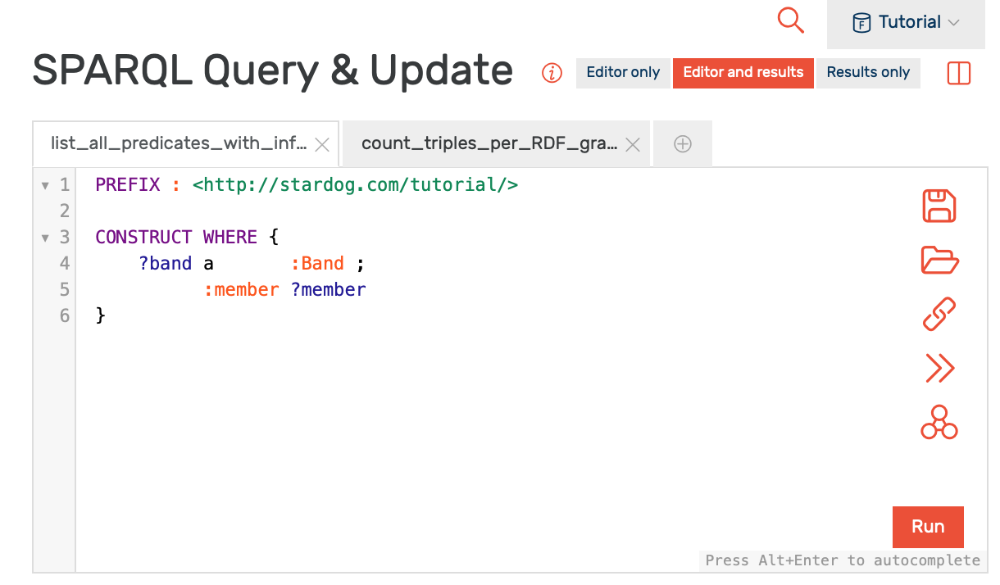 Tutorial
SPARQL Query & Update
Editor only
Editor and results
Results only
list_all_predicates_with_inf...
count_triples_per_RDF_gra...
1 PREFIX : <http://stardog.com/tutorial/>
2
3 CONSTRUCT WHERE {
4     ?band a       :Band ;
5           :member ?member
6 }
Run
Press Alt+Enter to autocomplete